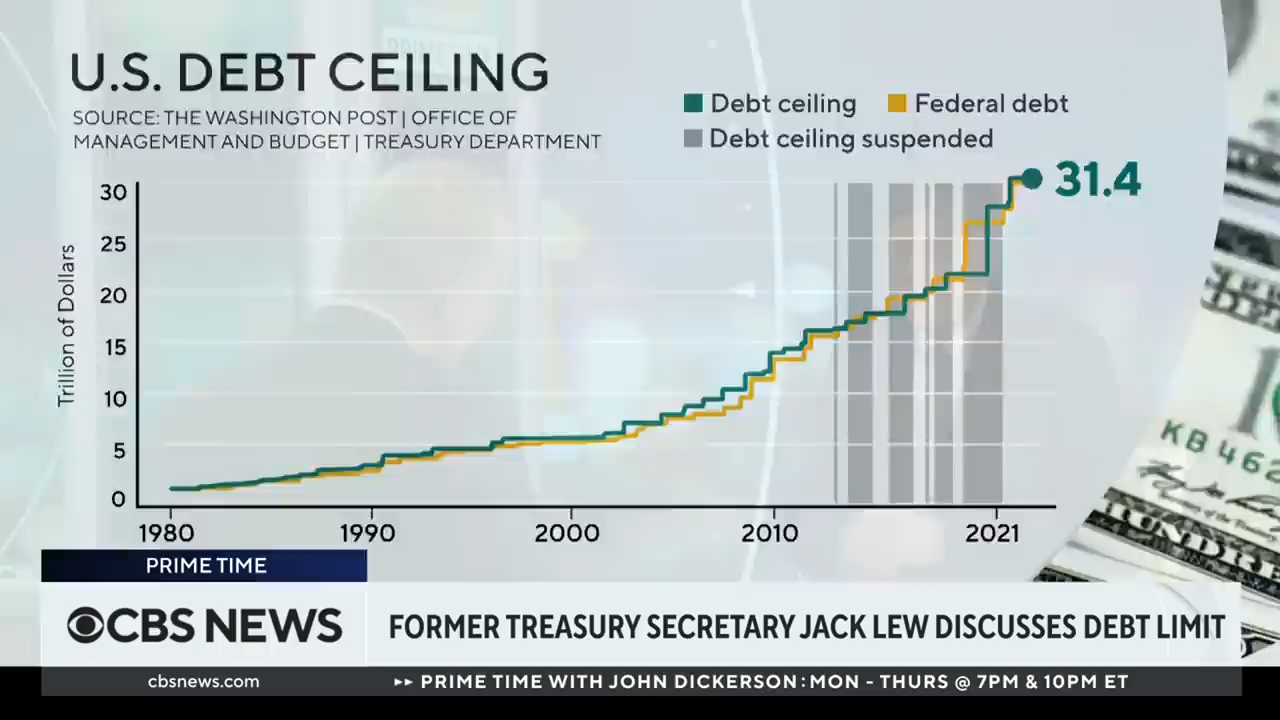 U.S. DEBT CEILING
SOURCE: THE WASHINGTON POST | OFFICE OF
MANAGEMENT AND BUDGET | TREASURY DEPARTMENT
Debt ceiling
Federal debt
Debt ceiling suspended
31.4
Trillion of Dollars
30
25
20
15
10
5
0
1980
1990
2000
2010
2021
KB 462
PRIME TIME
CBS NEWS
FORMER TREASURY SECRETARY JACK LEW DISCUSSES DEBT LIMIT
cbsnews.com
PRIME TIME WITH JOHN DICKERSON: MON - THURS @ 7PM & 10PM ET